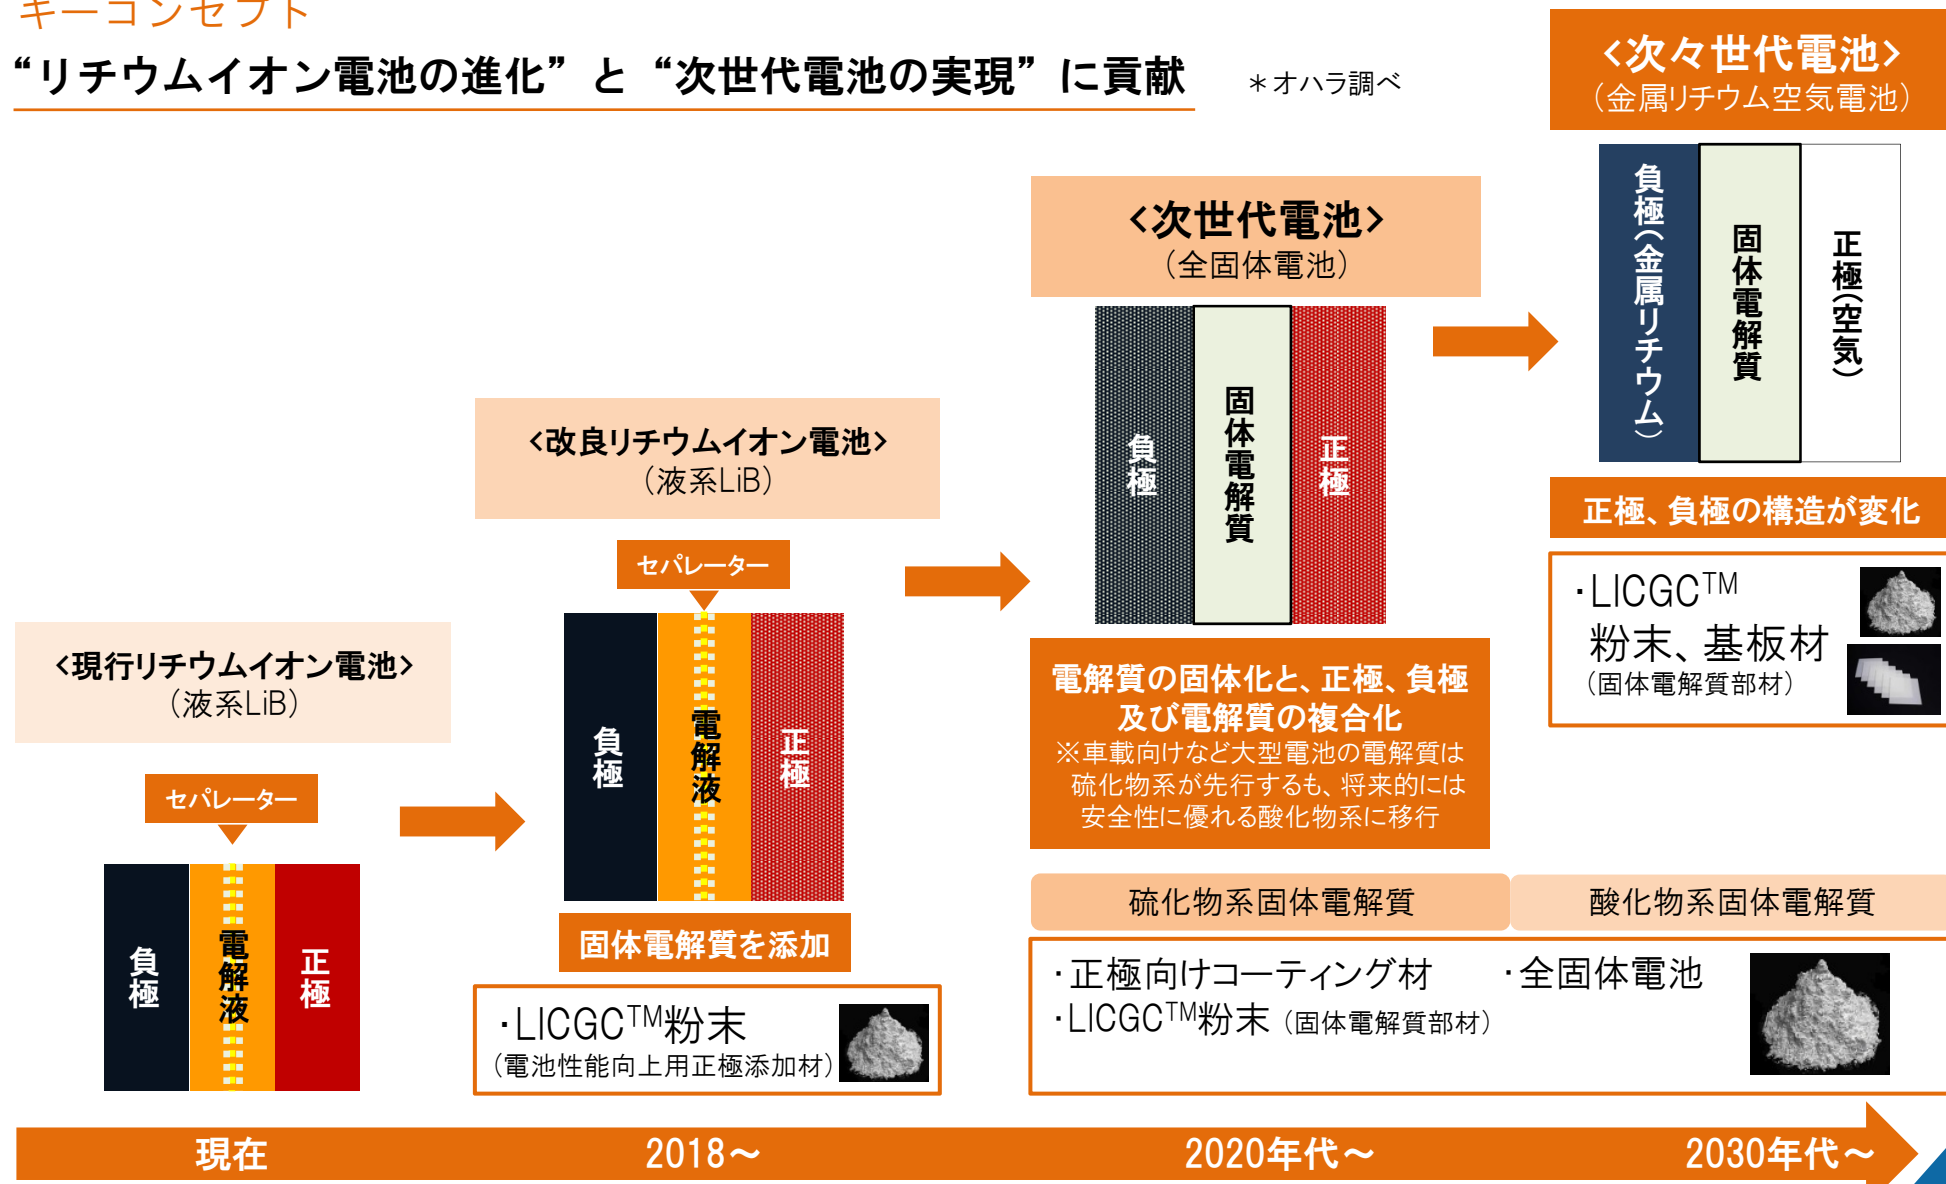 キーコンセプト
“リチウムイオン電池の進化”と“次世代電池の実現”に貢献
＊オハラ調べ
<現行リチウムイオン電池>
（液系LiB）
セパレーター
負極
電解液
正極
<改良リチウムイオン電池>
（液系LiB）
セパレーター
負極
電解液
正極
固体電解質を添加
・LICGC™粉末
（電池性能向上用正極添加材）
<次世代電池>
（全固体電池）
負極
固体電解質
正極
電解質の固体化と、正極、負極
及び電解質の複合化
※車載向けなど大型電池の電解質は
硫化物系が先行するも、将来的には
安全性に優れる酸化物系に移行
<次々世代電池>
（金属リチウム空気電池）
負極（金属リチウム）
固体電解質
正極（空気）
正極、負極の構造が変化
・LICGC™
粉末、基板材
（固体電解質部材）
硫化物系固体電解質
酸化物系固体電解質
・正極向けコーティング材
・全固体電池
・LICGC™粉末（固体電解質部材）
現在
2018～
2020年代～
2030年代～